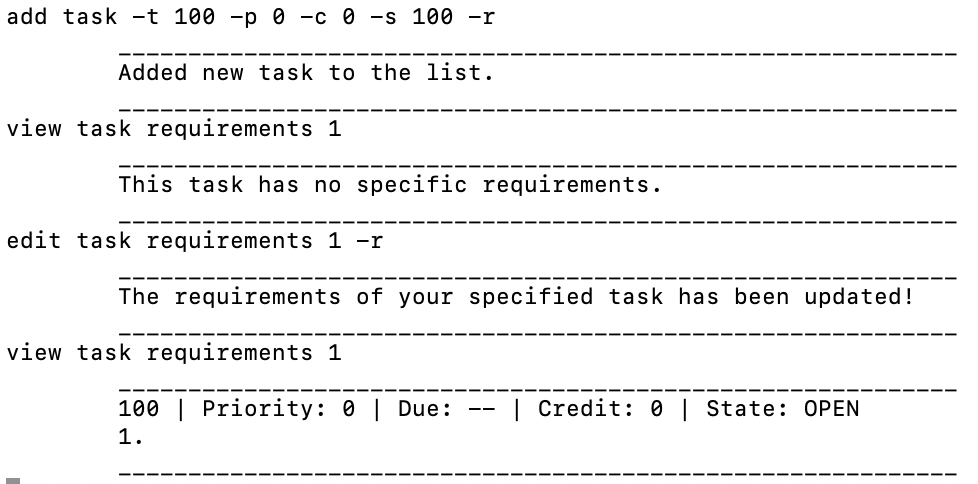 add task -t 100 -p 0 -c 0 -s 100 -r
____________________________________________________________
Added new task to the list.
____________________________________________________________
view task requirements 1
____________________________________________________________
This task has no specific requirements.
____________________________________________________________
edit task requirements 1 -r
____________________________________________________________
The requirements of your specified task has been updated!
____________________________________________________________
view task requirements 1
____________________________________________________________
100 | Priority: 0 | Due: -- | Credit: 0 | State: OPEN
1.
____________________________________________________________